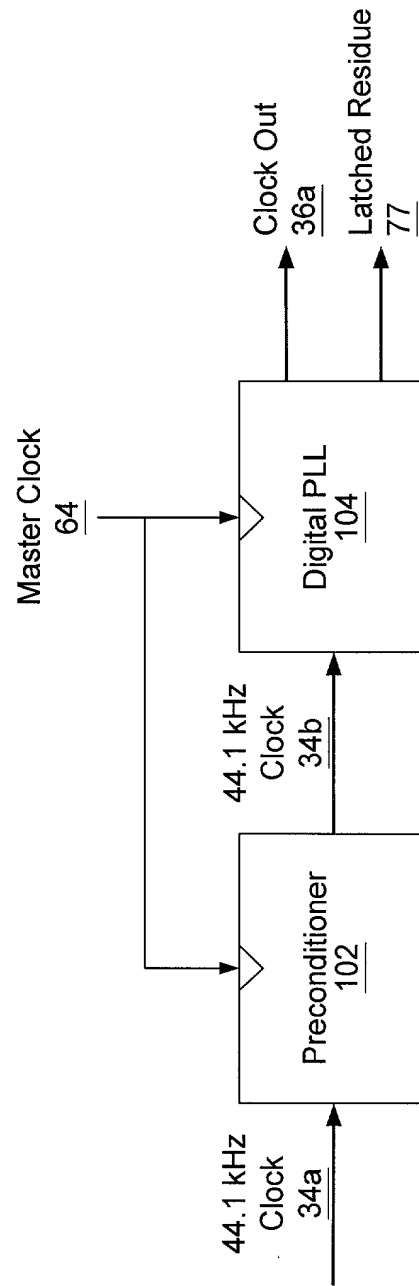 Master Clock
64
44.1 kHz
Clock
34a
Preconditioner
102
44.1 kHz
Clock
34b
Digital PLL
104
Clock Out
36a
Latched Residue
77